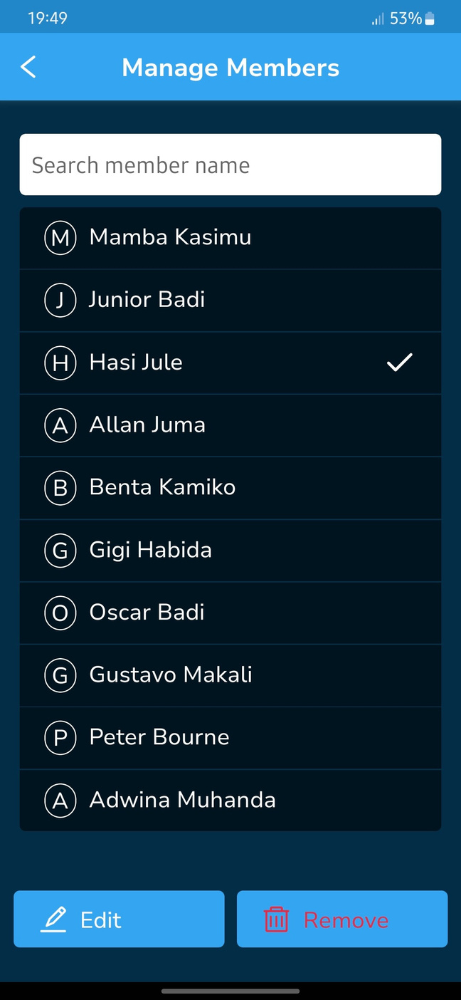 19:49 53%
Manage Members
Search member name
M Mamba Kasimu
J Junior Badi
H Hasi Jule
A Allan Juma
B Benta Kamiko
G Gigi Habida
O Oscar Badi
G Gustavo Makali
P Peter Bourne
A Adwina Muhanda
Edit Remove